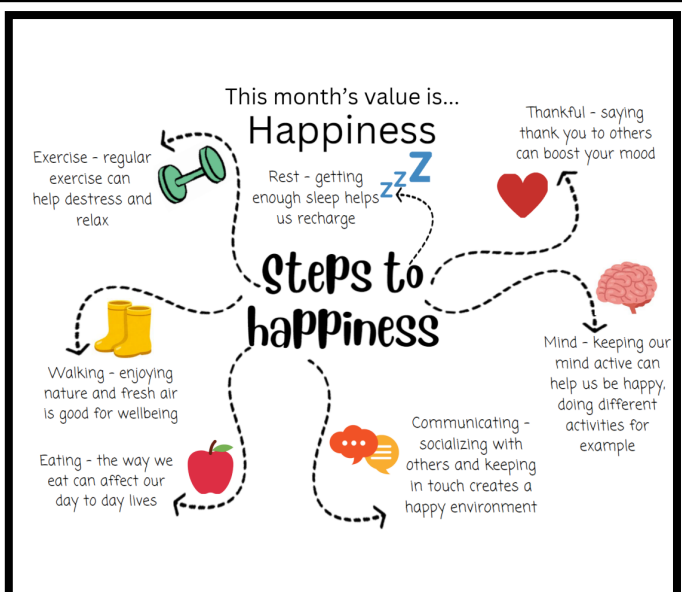 This month's value is...
Happiness
Exercise - regular
exercise can
help destress and
relax
Rest - getting
enough sleep helps
us recharge
zzZ
Thankful - saying
thank you to others
can boost your mood
Steps to
happiness
Walking - enjoying
nature and fresh air
is good for wellbeing
Mind - keeping our
mind active can
help us be happy,
doing different
activities for
example
Eating - the way we
eat can affect our
day to day lives
Communicating -
socializing with
others and keeping
in touch creates a
happy environment